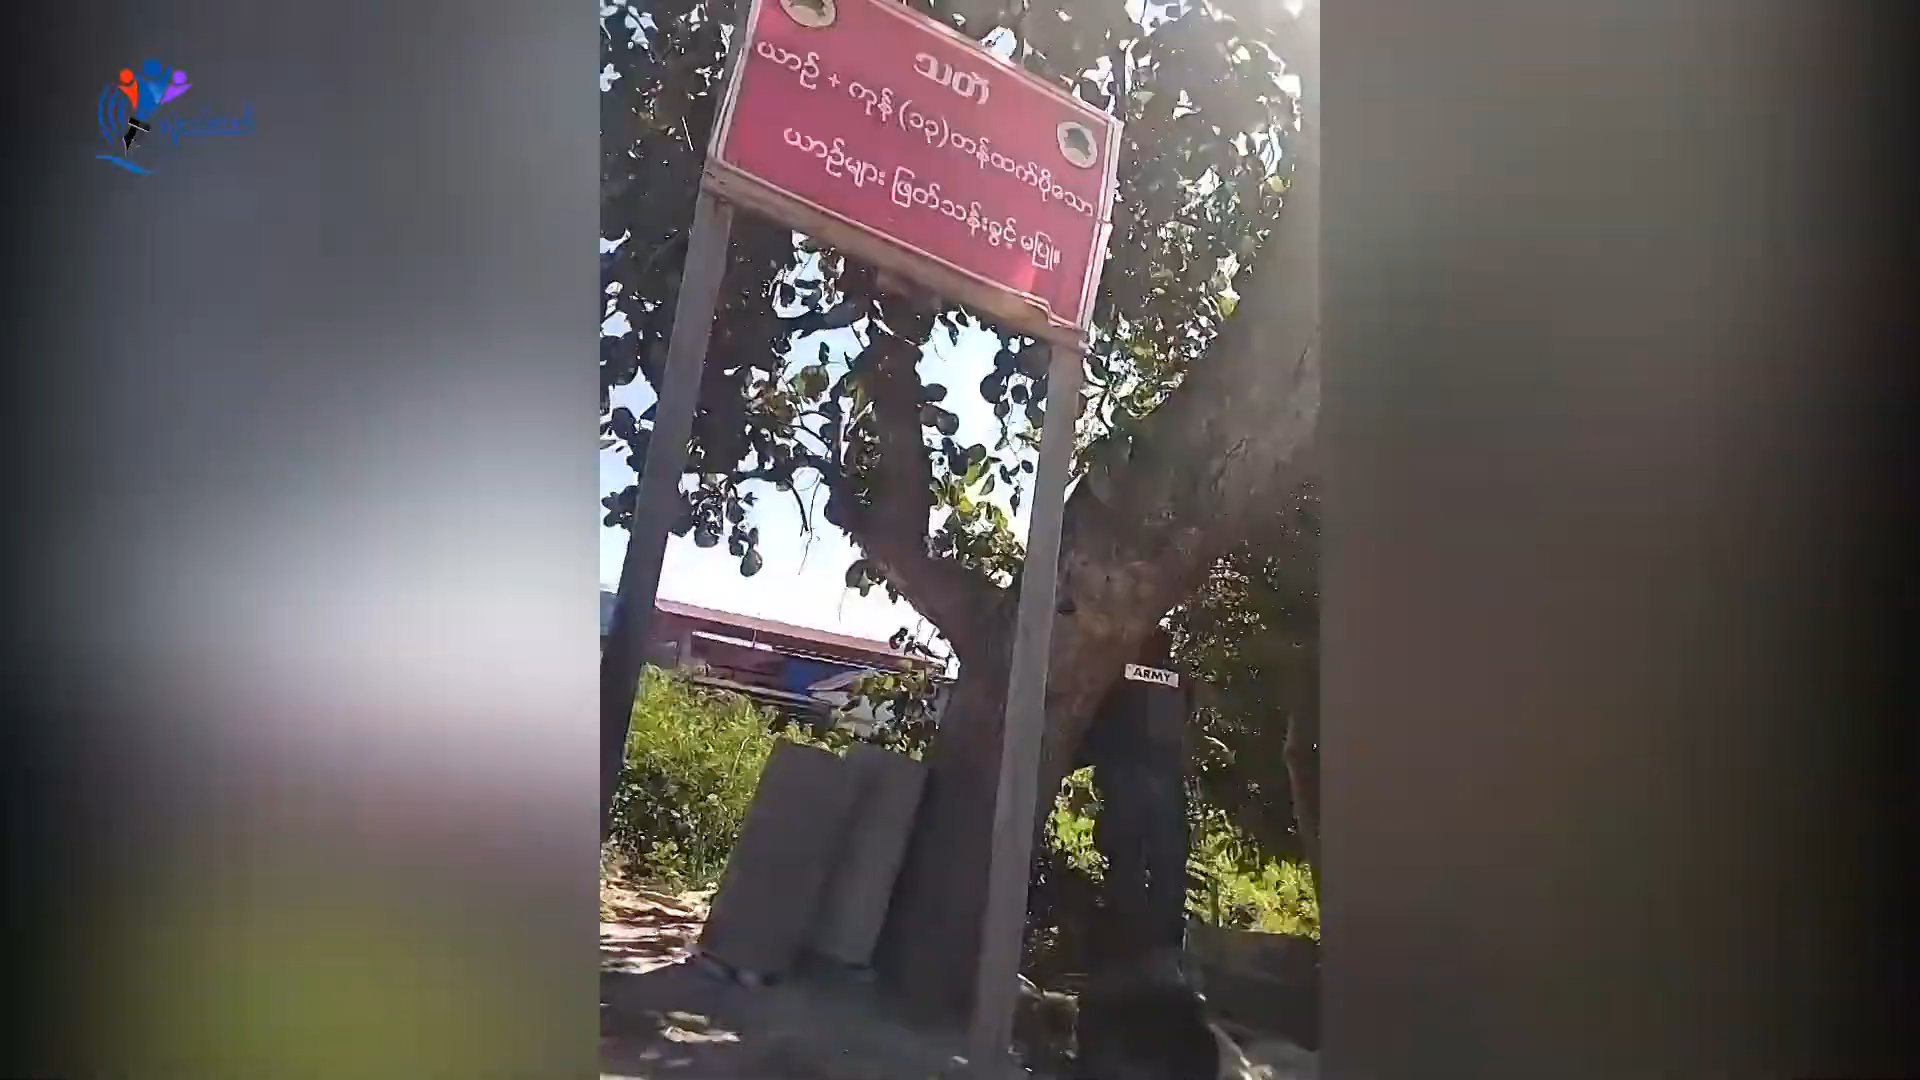 သတိ
ယာဉ် + ကုန် (၁၃)တန်ထက်ပိုသော
ယာဉ်များ ဖြတ်သန်းခွင့် မပြု။
ARMY